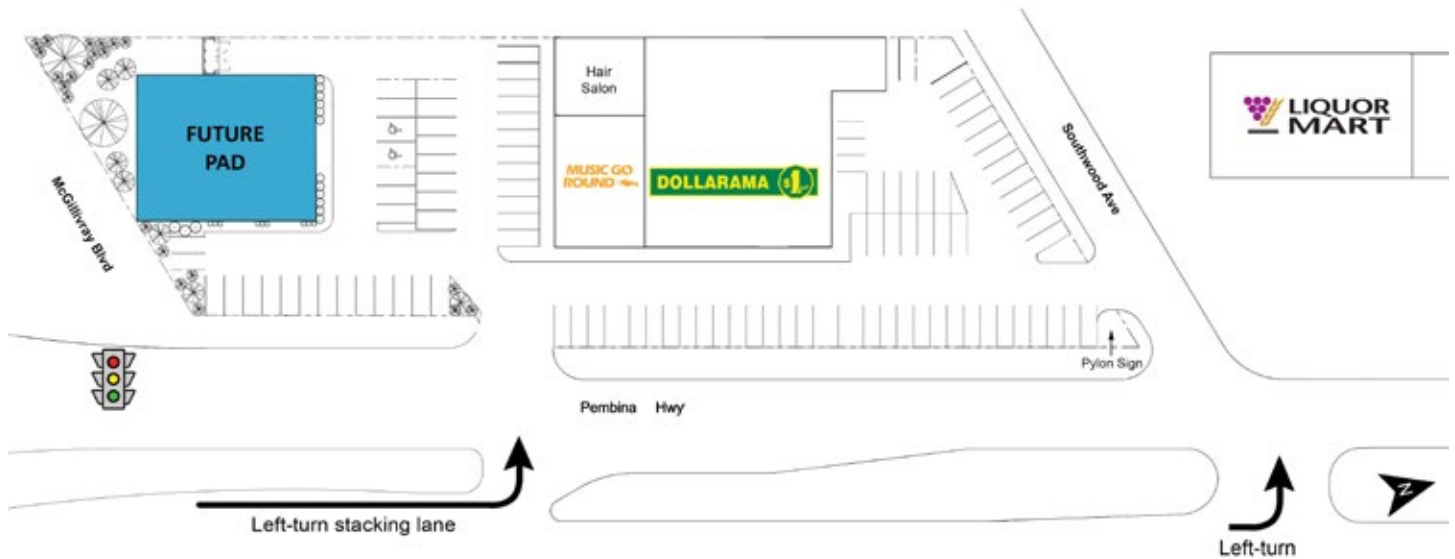 Hair
Salon
LIQUOR
MART
FUTURE
PAD
MUSIC GO
ROUND
DOLLARAMA $1
McGillivray Blvd
Southwood Ave
Pylon Sign
Pembina Hwy
Left-turn stacking lane
Left-turn
N